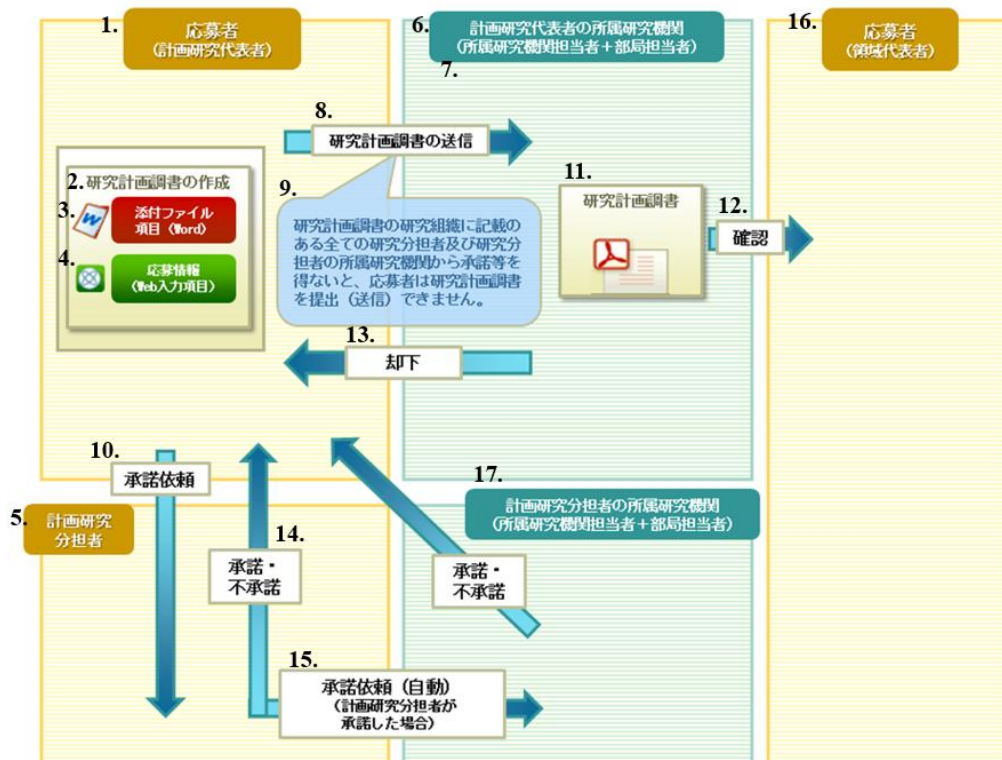 1.
応募者
(計画研究代表者)
6.
計画研究代表者の所属研究機関
(所属研究機関担当者+部局担当者)
7.
16.
応募者
(領域代表者)
8.
研究計画調書の送信
2.
研究計画調書の作成
3.
添付ファイル
項目(Word)
4.
応募情報
(Web入力項目)
9.
研究計画調書の研究組織に記載の
ある全ての研究分担者及び研究分
担者の所属研究機関から承諾等を
得ないと、応募者は研究計画調書
を提出(送信)できません。
11.
研究計画調書
12.
確認
13.
却下
10.
承諾依頼
5.
計画研究
分担者
17.
計画研究分担者の所属研究機関
(所属研究機関担当者+部局担当者)
14.
承諾・
不承諾
承諾・
不承諾
15.
承諾依頼(自動)
(計画研究分担者が
承諾した場合)